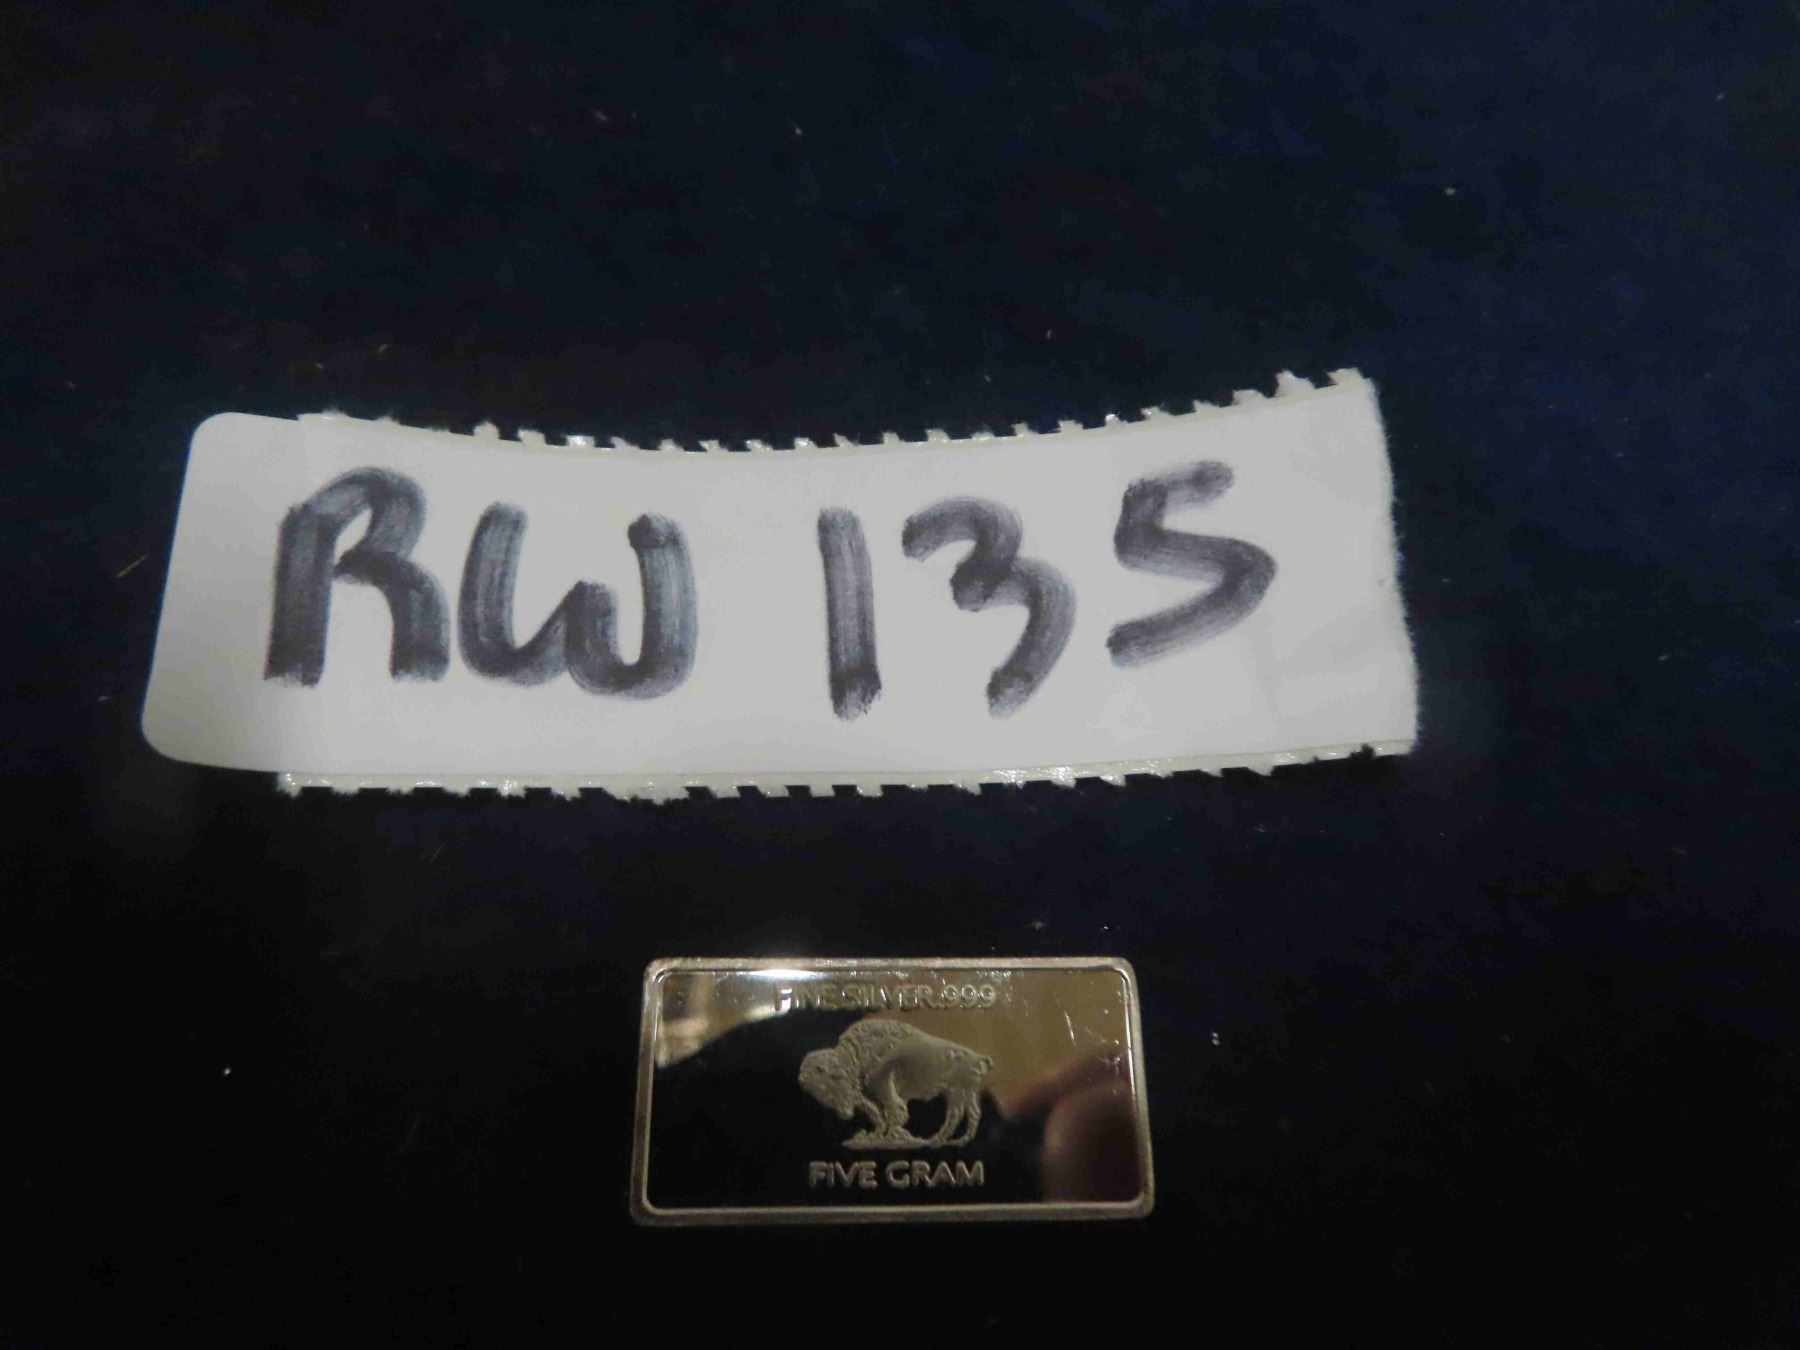 RW 135
FINE SILVER.999
FIVE GRAM